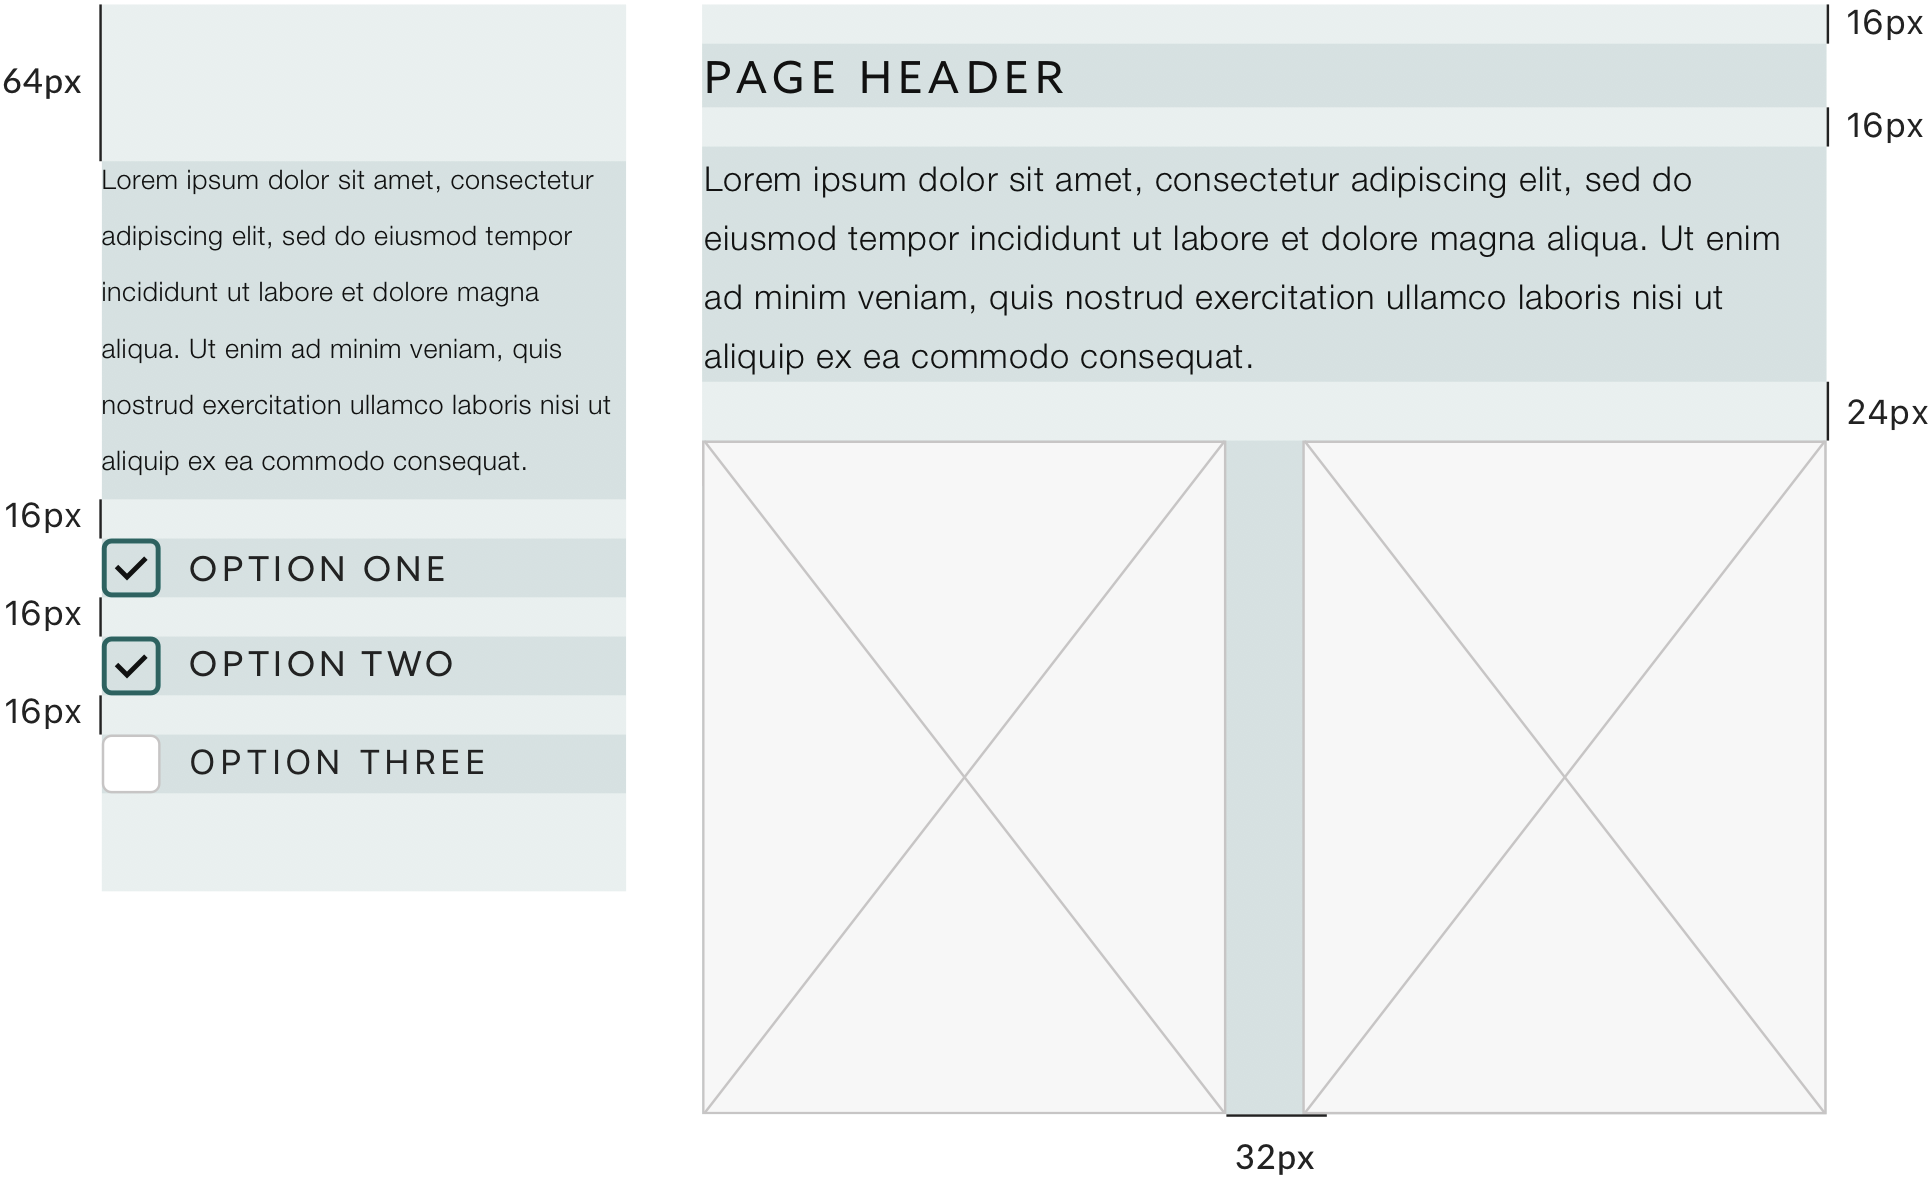 64px
Lorem ipsum dolor sit amet, consectetur
adipiscing elit, sed do eiusmod tempor
incididunt ut labore et dolore magna
aliqua. Ut enim ad minim veniam, quis
nostrud exercitation ullamco laboris nisi ut
aliquip ex ea commodo consequat.
16px
OPTION ONE
16px
OPTION TWO
16px
OPTION THREE
16px
PAGE HEADER
16px
Lorem ipsum dolor sit amet, consectetur adipiscing elit, sed do
eiusmod tempor incididunt ut labore et dolore magna aliqua. Ut enim
ad minim veniam, quis nostrud exercitation ullamco laboris nisi ut
aliquip ex ea commodo consequat.
24px
32px